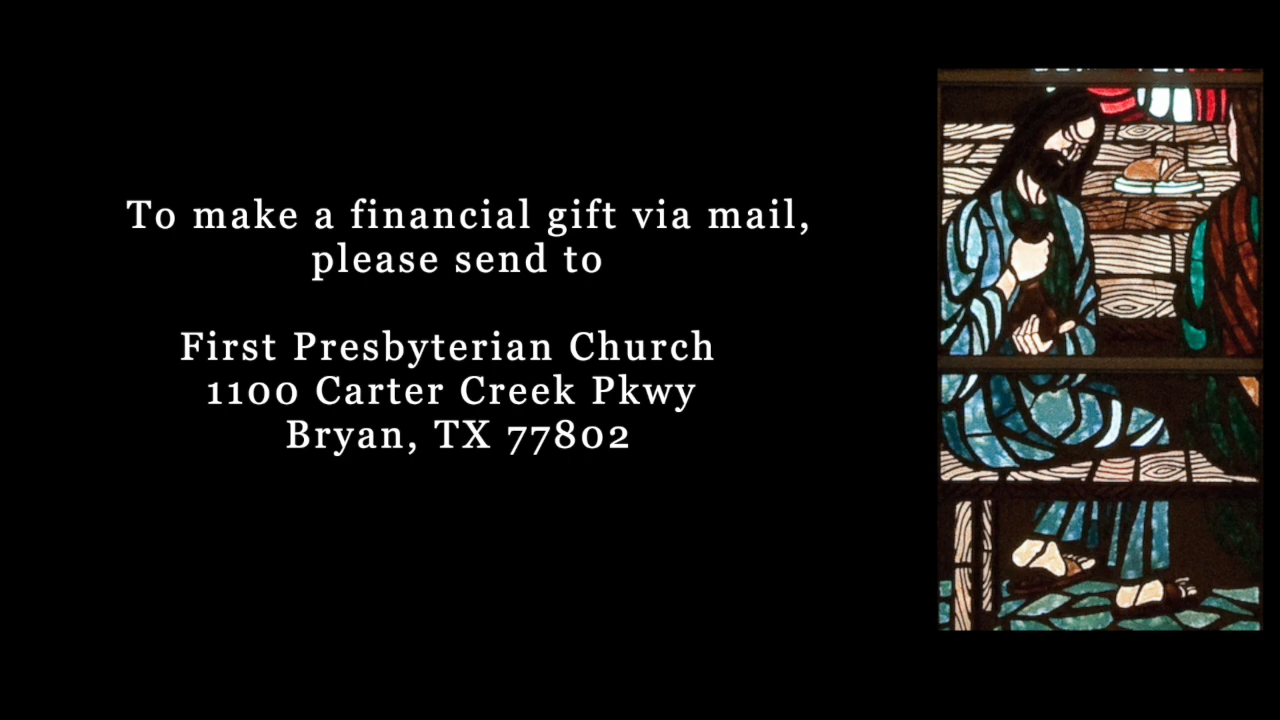 To make a financial gift via mail,
please send to
First Presbyterian Church
1100 Carter Creek Pkwy
Bryan, TX 77802